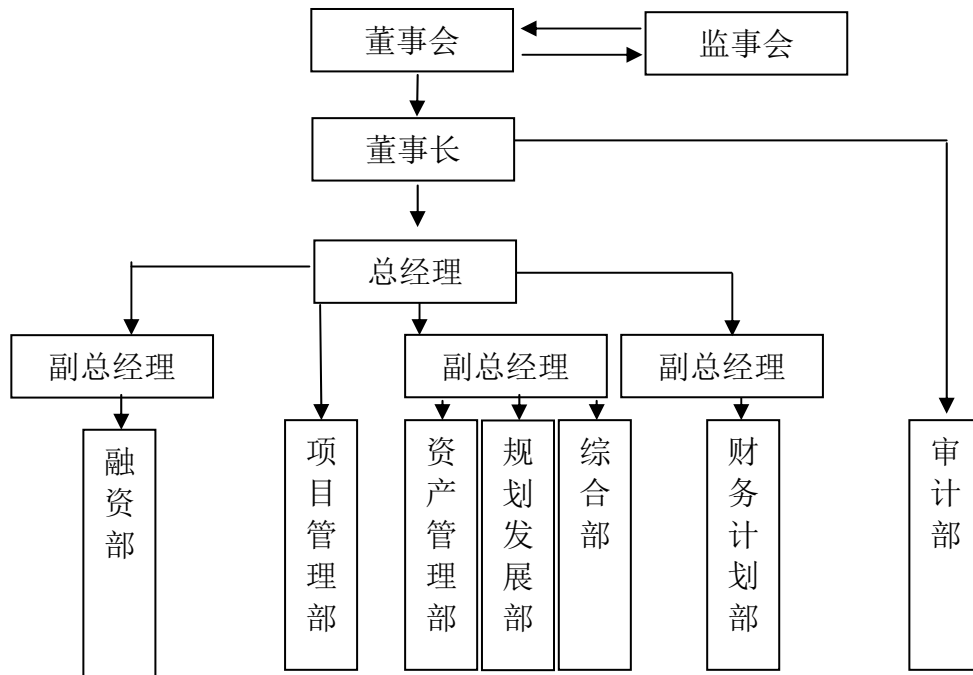 董事会
监事会
董事长
总经理
副总经理
副总经理
副总经理
融资部
项目管理部
资产管理部
规划发展部
综合部
财务计划部
审计部